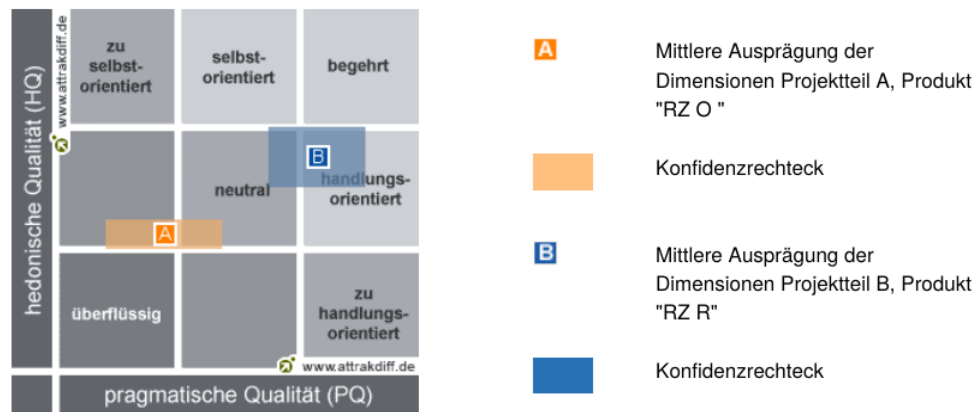 hedonische Qualität (HQ)
www.attrakdiff.de
zu
selbst-
orientiert
selbst-
orientiert
begehrt
neutral
B
handlungs-
orientiert
A
überflüssig
zu
handlungs-
orientiert
www.attrakdiff.de
pragmatische Qualität (PQ)
A
Mittlere Ausprägung der
Dimensionen Projektteil A, Produkt
"RZ O "
Konfidenzrechteck
B
Mittlere Ausprägung der
Dimensionen Projektteil B, Produkt
"RZ R"
Konfidenzrechteck